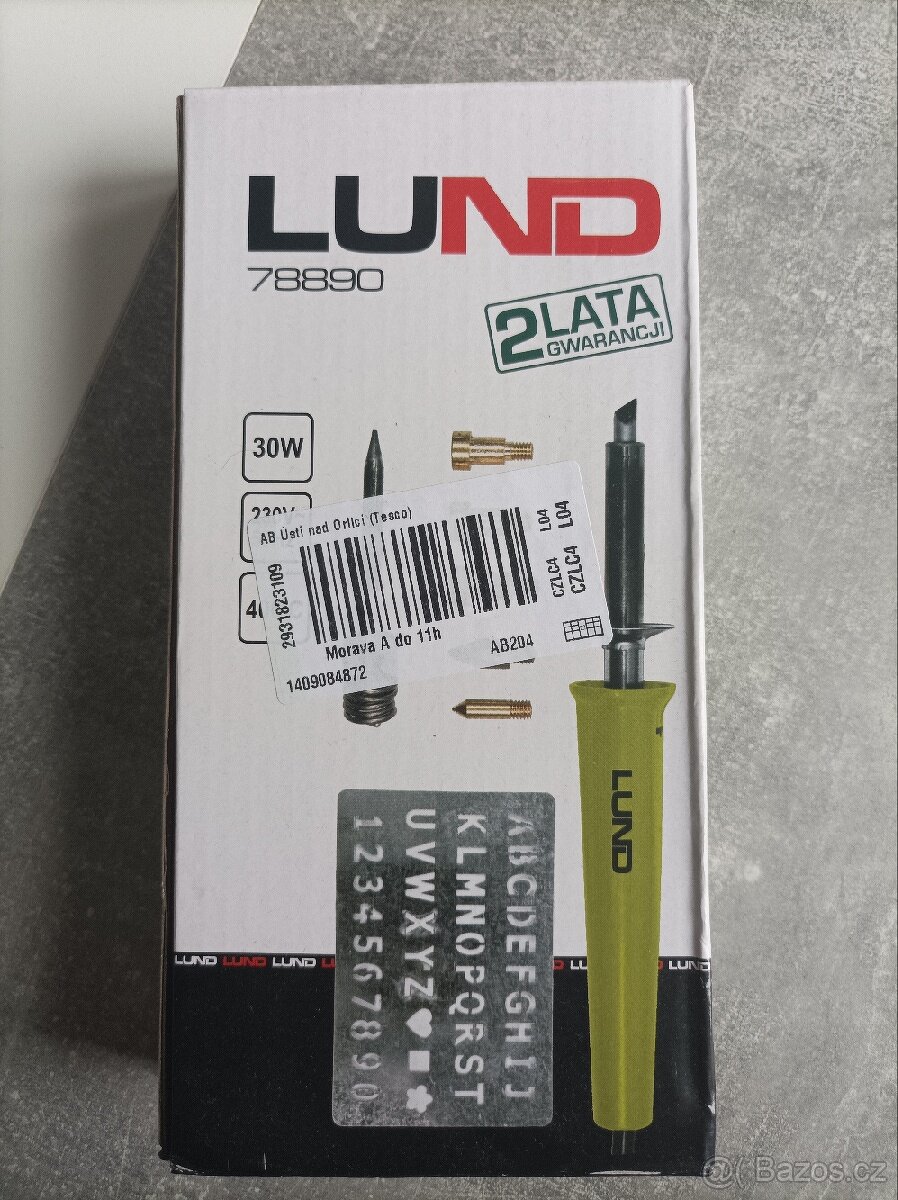 LUND
78890
2 LATA
GWARANCJI
30W
230V
AB Ústí nad Orlicí (Tesco)
2931823109
L04
L04
CZLC4
CZLC4
Morava A do 11h
AB204
1409084872
LUND
ABCDEFGHIJ
KLMNOPQRST
UVWXYZ
1234567890
LUND LUND LUND
LUND
Bazos.cz